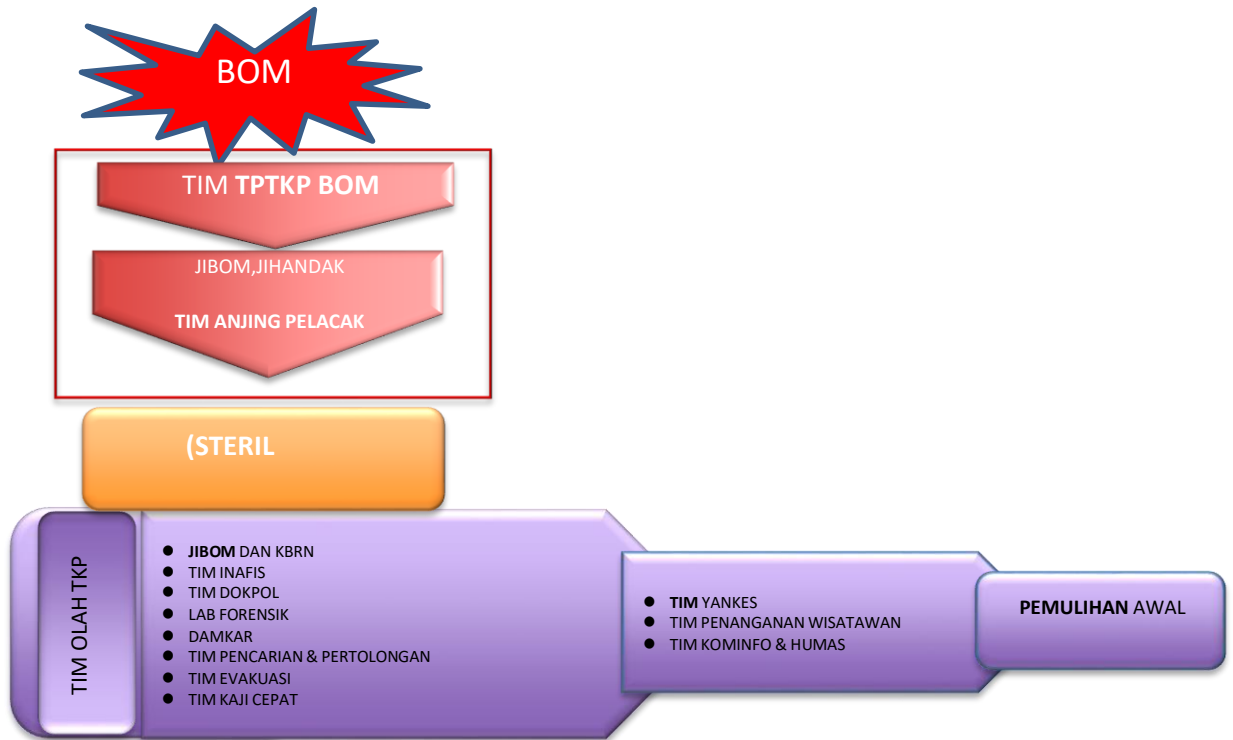 BOM
TIM TPTKP BOM
JIBOM,JIHANDAK
TIM ANJING PELACAK
(STERIL
TIM OLAH TKP
● JIBOM DAN KBRN
● TIM INAFIS
● TIM DOKPOL
● LAB FORENSIK
● DAMKAR
● TIM PENCARIAN & PERTOLONGAN
● TIM EVAKUASI
● TIM KAJI CEPAT
● TIM YANKES
● TIM PENANGANAN WISATAWAN
● TIM KOMINFO & HUMAS
PEMULIHAN AWAL